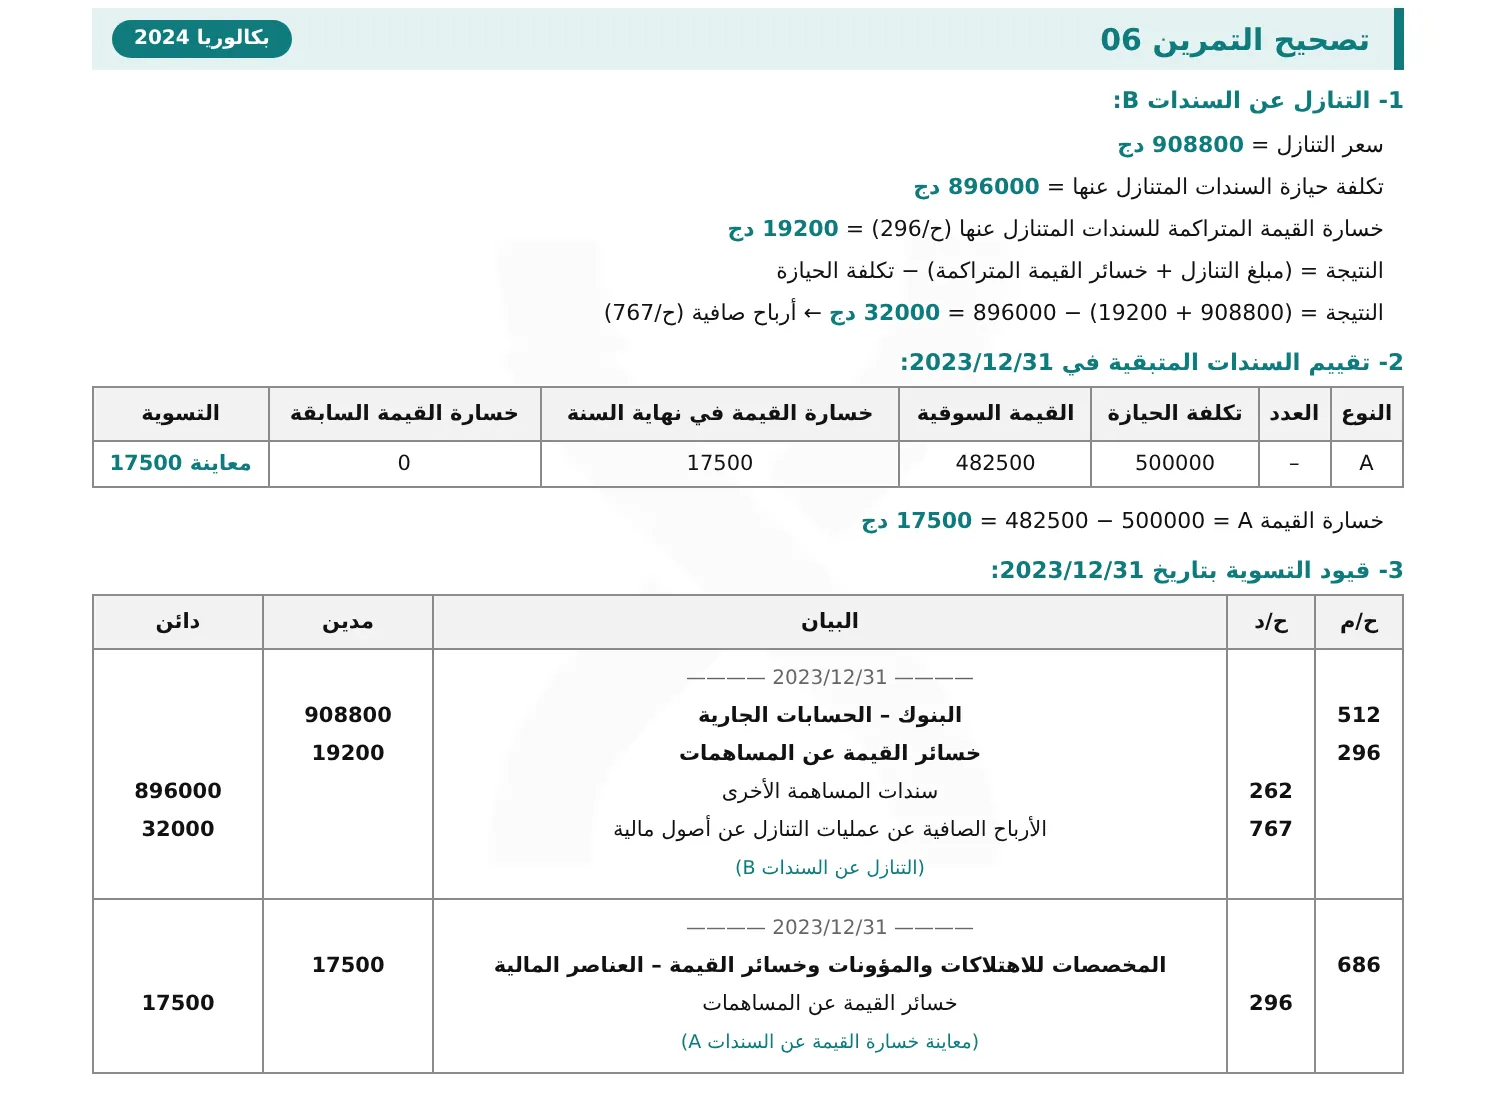 تصحيح التمرين 06
بكالوريا 2024
1- التنازل عن السندات B:
سعر التنازل = 908800 دج
تكلفة حيازة السندات المتنازل عنها = 896000 دج
خسارة القيمة المتراكمة للسندات المتنازل عنها (ح/296) = 19200 دج
النتيجة = (مبلغ التنازل + خسائر القيمة المتراكمة) − تكلفة الحيازة
النتيجة = (908800 + 19200) − 896000 = 32000 دج ← أرباح صافية (ح/767)
2- تقييم السندات المتبقية في 2023/12/31:
النوع العدد تكلفة الحيازة القيمة السوقية خسارة القيمة في نهاية السنة خسارة القيمة السابقة التسوية
A – 500000 482500 17500 0 معاينة 17500
خسارة القيمة A = 500000 − 482500 = 17500 دج
3- قيود التسوية بتاريخ 2023/12/31:
ح/م ح/د البيان مدين دائن
———— 2023/12/31 ————
512 البنوك – الحسابات الجارية 908800
296 خسائر القيمة عن المساهمات 19200
262 سندات المساهمة الأخرى 896000
767 الأرباح الصافية عن عمليات التنازل عن أصول مالية 32000
(التنازل عن السندات B)
———— 2023/12/31 ————
686 المخصصات للاهتلاكات والمؤونات وخسائر القيمة – العناصر المالية 17500
296 خسائر القيمة عن المساهمات 17500
(معاينة خسارة القيمة عن السندات A)